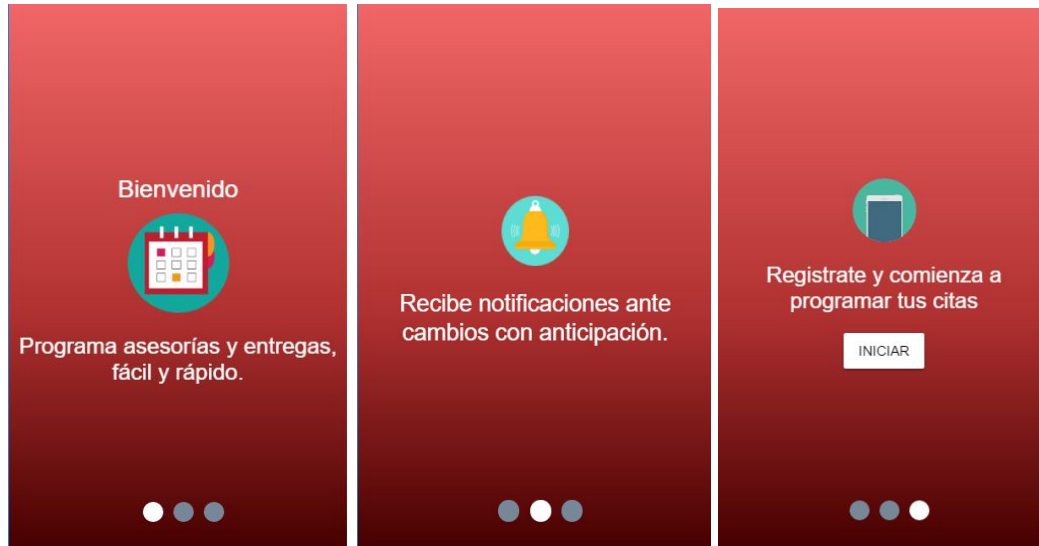 Bienvenido
Programa asesorías y entregas,
fácil y rápido.
Recibe notificaciones ante
cambios con anticipación.
Registrate y comienza a
programar tus citas
INICIAR